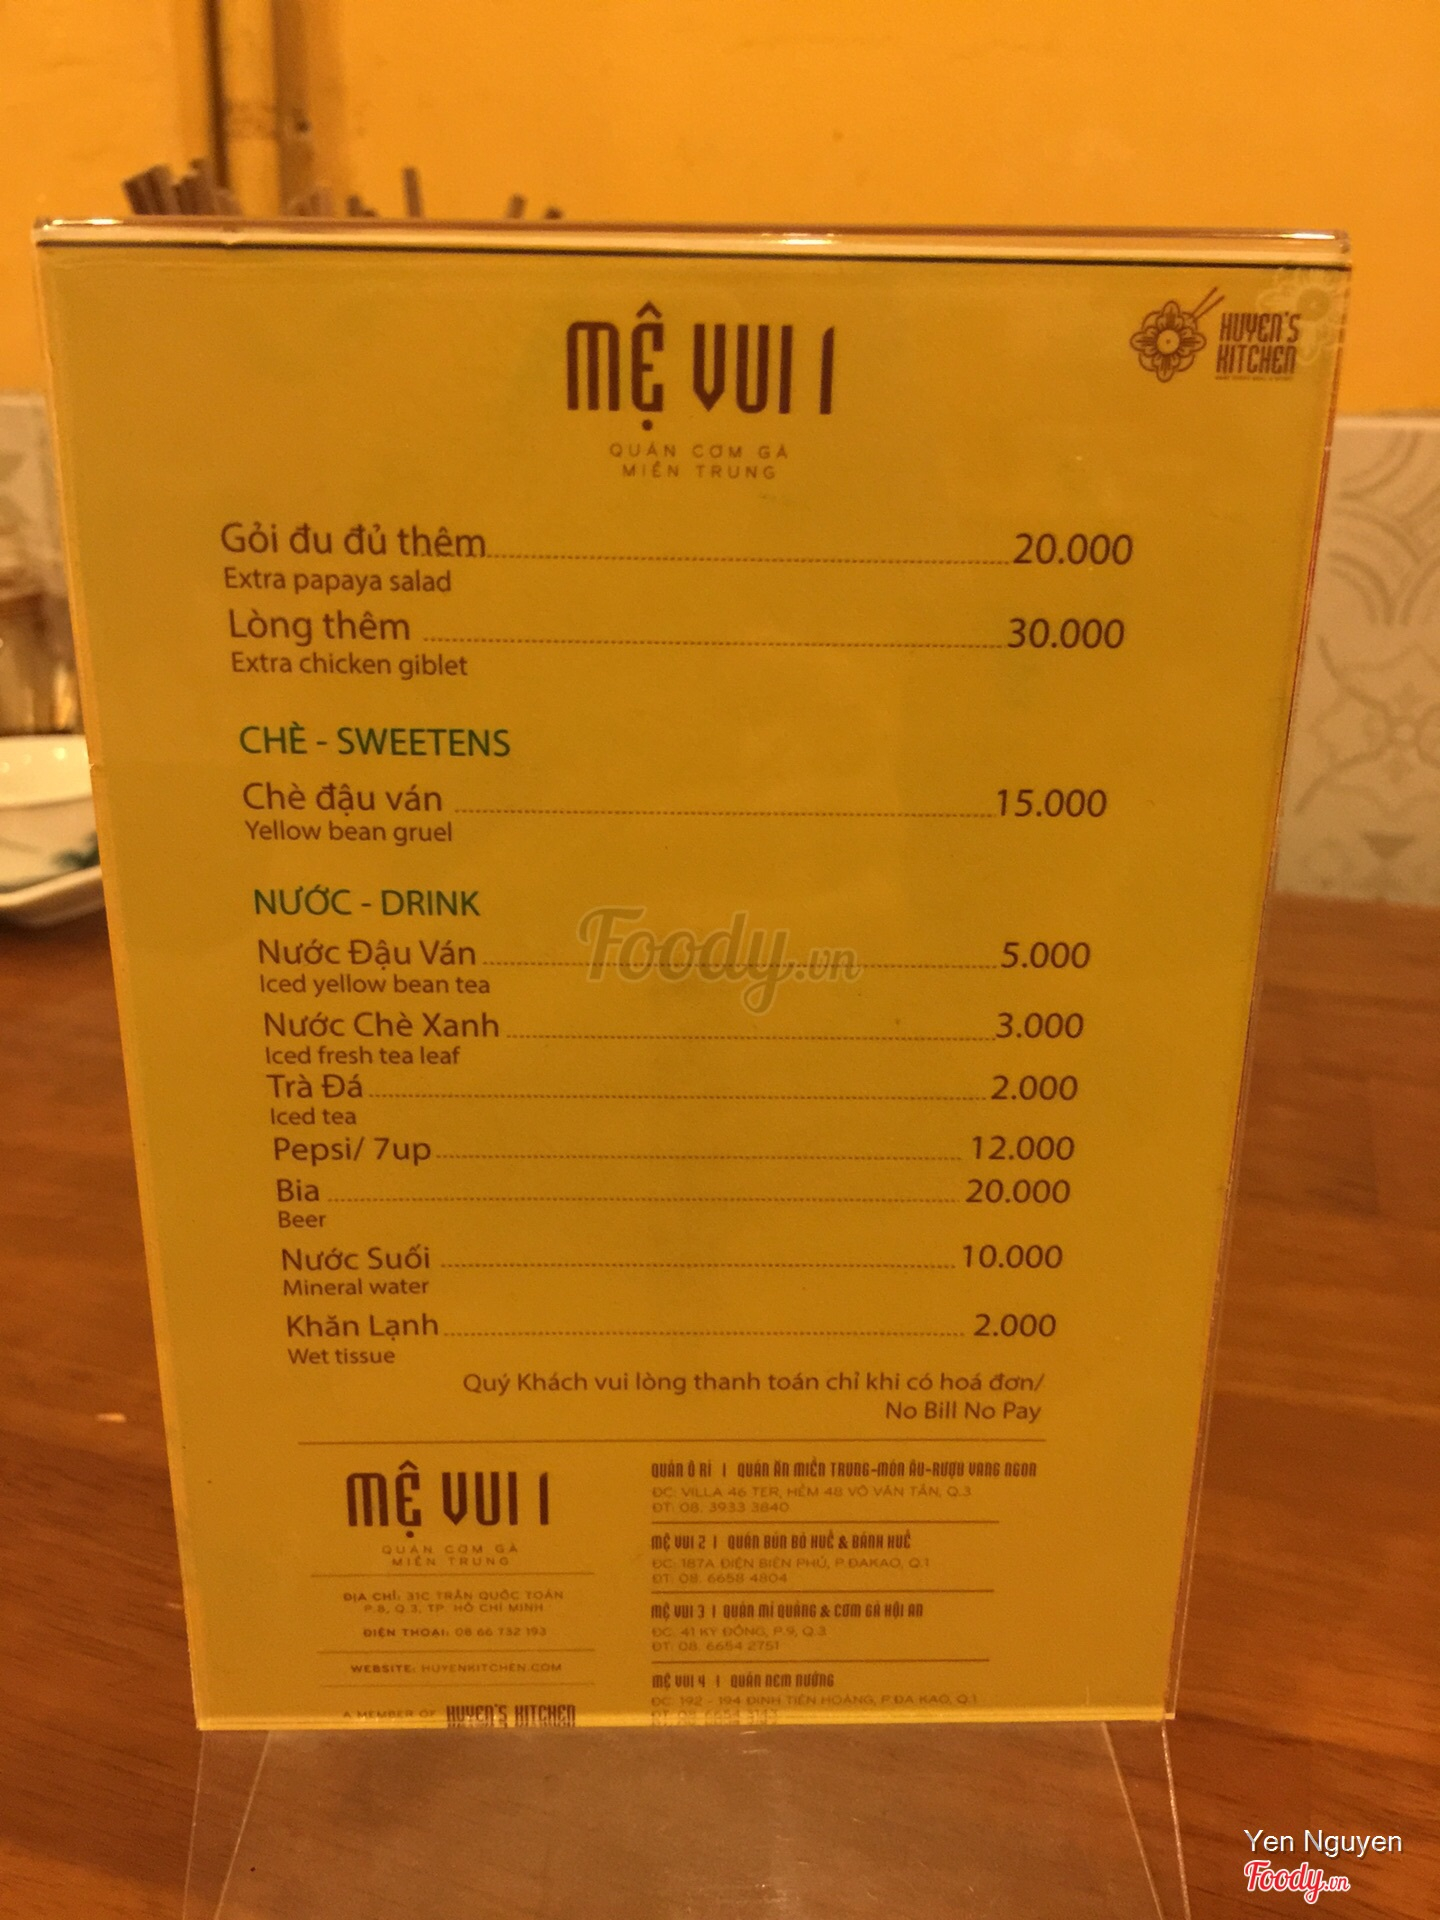 MỆ VUI 1
HUYEN'S
KITCHEN
QUÁN CƠM GÀ
MIỀN TRUNG
Gỏi đu đủ thêm 20.000
Extra papaya salad
Lòng thêm 30.000
Extra chicken giblet
CHÈ - SWEETENS
Chè đậu ván 15.000
Yellow bean gruel
NƯỚC - DRINK
Nước Đậu Ván 5.000
Iced yellow bean tea
Nước Chè Xanh 3.000
Iced fresh tea leaf
Trà Đá 2.000
Iced tea
Pepsi/ 7up 12.000
Bia 20.000
Beer
Nước Suối 10.000
Mineral water
Khăn Lạnh 2.000
Wet tissue
Quý Khách vui lòng thanh toán chỉ khi có hoá đơn/
No Bill No Pay
MỆ VUI 1
QUÁN CƠM GÀ
MIỀN TRUNG
ĐỊA CHỈ: 31C TRẦN QUỐC TOẢN
P.8, Q.3, TP. HỒ CHÍ MINH
ĐIỆN THOẠI: 08 66 732 193
WEBSITE: HUYENKITCHEN.COM
A MEMBER OF HUYEN'S KITCHEN
QUÁN Ô RÌ | QUÁN ĂN MIỀN TRUNG-MÓN ÂU-RƯỢU VANG NGON
ĐC: VILLA 46 TER, HẺM 48 VÕ VĂN TẦN, Q.3
ĐT: 08. 3933 3840
MỆ VUI 2 | QUÁN BÚN BÒ HUẾ & BÁNH HUẾ
ĐC: 187A ĐIỆN BIÊN PHỦ, P.ĐAKAO, Q.1
ĐT: 08. 6658 4804
MỆ VUI 3 | QUÁN MÌ QUẢNG & CƠM GÀ HỘI AN
ĐC: 41 KỲ ĐỒNG, P.9, Q.3
ĐT: 08. 6654 2751
MỆ VUI 4 | QUÁN NEM NƯỚNG
ĐC: 192 - 194 ĐINH TIÊN HOÀNG, P.ĐA KAO, Q.1
ĐT: 08. 6654
Foody.vn
Yen Nguyen
Foody.vn